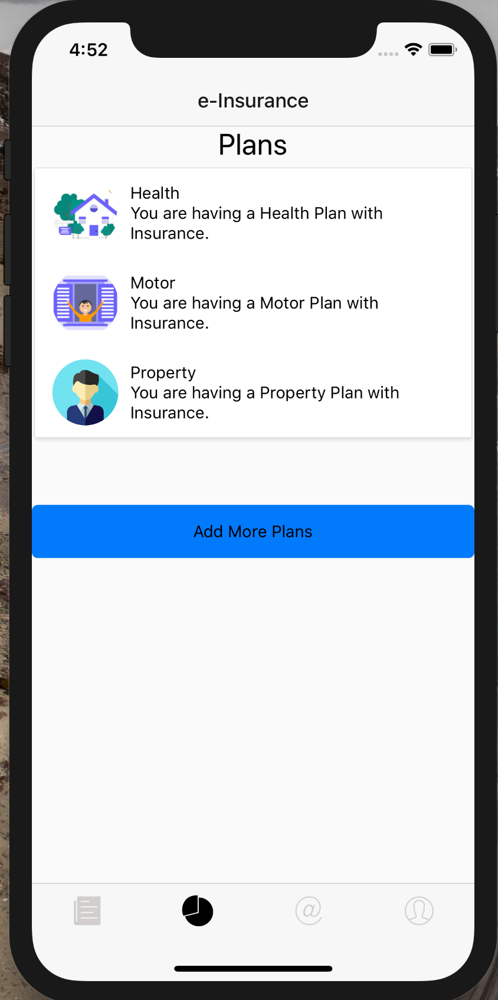 4:52
e-Insurance
Plans
Health
You are having a Health Plan with
Insurance.
Motor
You are having a Motor Plan with
Insurance.
Property
You are having a Property Plan with
Insurance.
Add More Plans
@